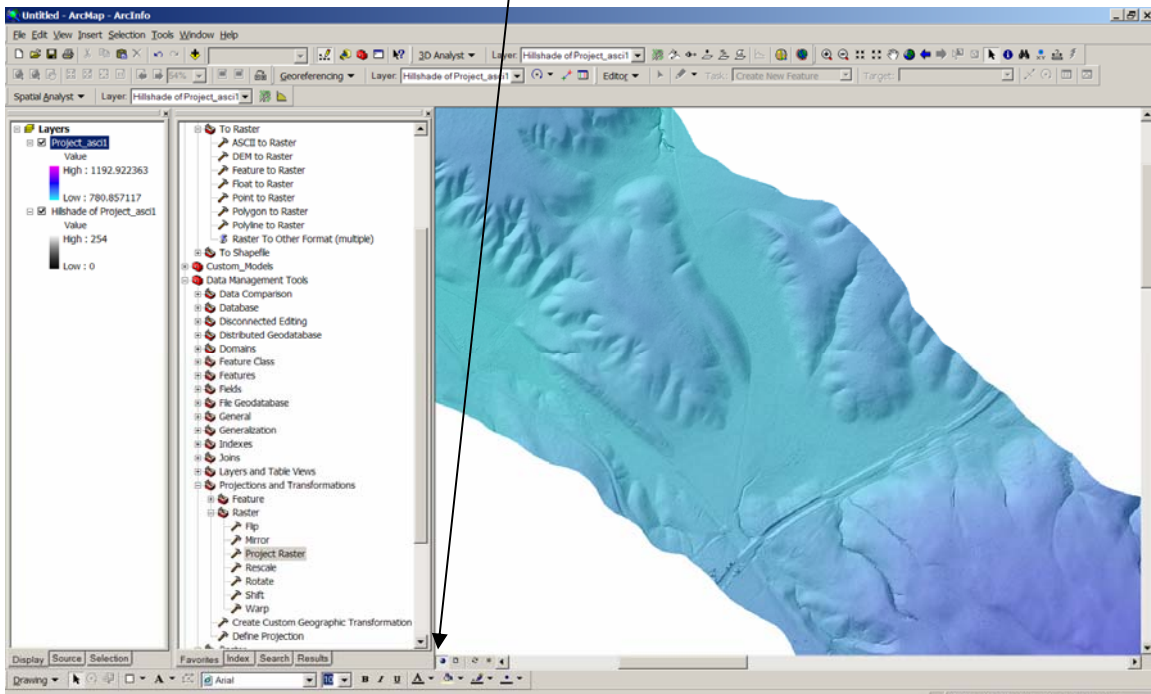 Untitled - ArcMap - ArcInfo
File Edit View Insert Selection Tools Window Help
3D Analyst Layer: Hillshade of Project_asci1
54% Georeferencing Layer: Hillshade of Project_asci1 Editor Task: Create New Feature Target:
Spatial Analyst Layer: Hillshade of Project_asci1
Layers
Project_asci1
Value
High : 1192.922363
Low : 780.857117
Hillshade of Project_asci1
Value
High : 254
Low : 0
To Raster
ASCII to Raster
DEM to Raster
Feature to Raster
Float to Raster
Point to Raster
Polygon to Raster
Polyline to Raster
Raster To Other Format (multiple)
To Shapefile
Custom_Models
Data Management Tools
Data Comparison
Database
Disconnected Editing
Distributed Geodatabase
Domains
Feature Class
Features
Fields
File Geodatabase
General
Generalization
Indexes
Joins
Layers and Table Views
Projections and Transformations
Feature
Raster
Flip
Mirror
Project Raster
Rescale
Rotate
Shift
Warp
Create Custom Geographic Transformation
Define Projection
Display Source Selection
Favorites Index Search Results
Drawing A Arial 10 B I U A